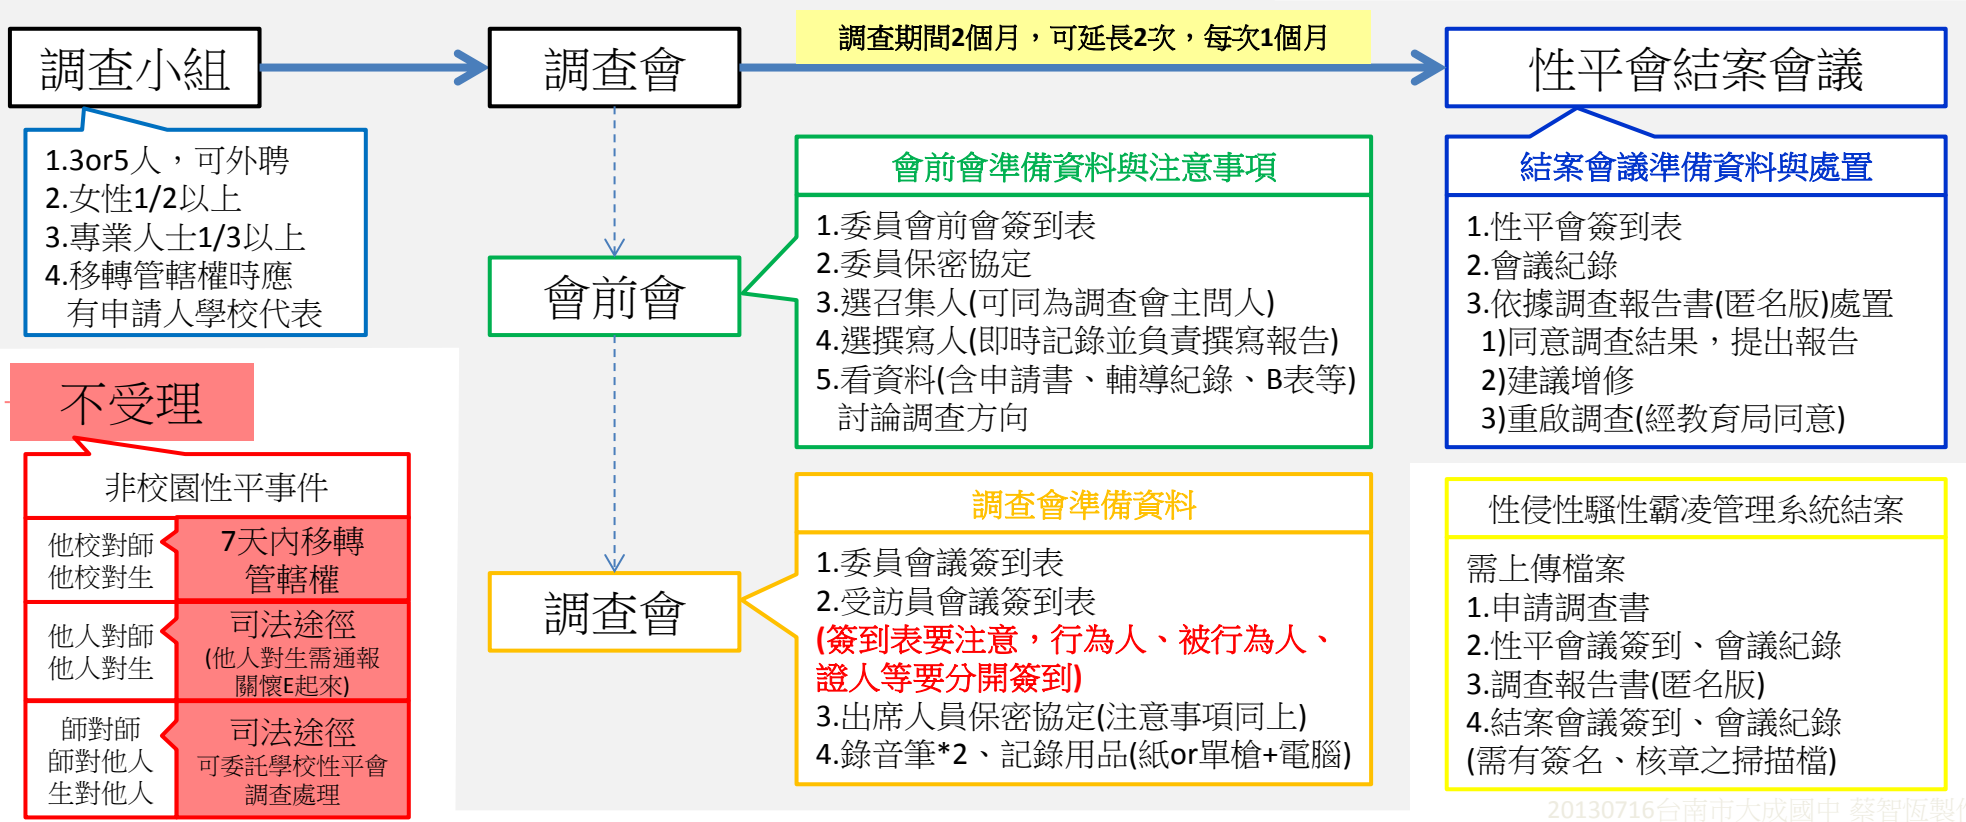 調查小組
調查會
調查期間2個月，可延長2次，每次1個月
性平會結案會議
1.3or5人，可外聘
2.女性1/2以上
3.專業人士1/3以上
4.移轉管轄權時應
有申請人學校代表
會前會
會前會準備資料與注意事項
1.委員會前會簽到表
2.委員保密協定
3.選召集人(可同為調查會主問人)
4.選撰寫人(即時記錄並負責撰寫報告)
5.看資料(含申請書、輔導紀錄、B表等)
討論調查方向
結案會議準備資料與處置
1.性平會簽到表
2.會議紀錄
3.依據調查報告書(匿名版)處置
1)同意調查結果，提出報告
2)建議增修
3)重啟調查(經教育局同意)
不受理
非校園性平事件
他校對師
他校對生
7天內移轉
管轄權
他人對師
他人對生
司法途徑
(他人對生需通報
關懷E起來)
師對師
師對他人
生對他人
司法途徑
可委託學校性平會
調查處理
調查會
調查會準備資料
1.委員會議簽到表
2.受訪員會議簽到表
(簽到表要注意，行為人、被行為人、
證人等要分開簽到)
3.出席人員保密協定(注意事項同上)
4.錄音筆*2、記錄用品(紙or單槍+電腦)
性侵性騷性霸凌管理系統結案
需上傳檔案
1.申請調查書
2.性平會議簽到、會議紀錄
3.調查報告書(匿名版)
4.結案會議簽到、會議紀錄
(需有簽名、核章之掃描檔)
20130716台南市大成國中 蔡智恆製作